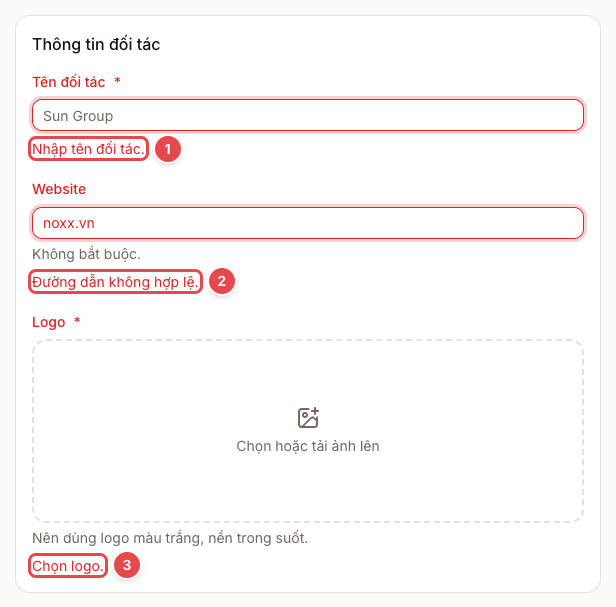 Thông tin đối tác
Tên đối tác *
Sun Group
Nhập tên đối tác. 1
Website
noxx.vn
Không bắt buộc.
Đường dẫn không hợp lệ. 2
Logo *
Chọn hoặc tải ảnh lên
Nên dùng logo màu trắng, nền trong suốt.
Chọn logo. 3